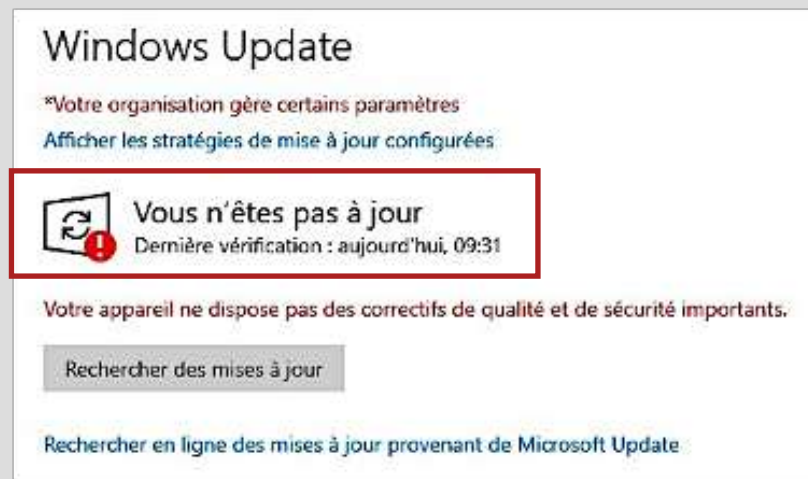 Windows Update
*Votre organisation gère certains paramètres
Afficher les stratégies de mise à jour configurées
Vous n'êtes pas à jour
Dernière vérification : aujourd'hui, 09:31
Votre appareil ne dispose pas des correctifs de qualité et de sécurité importants.
Rechercher des mises à jour
Rechercher en ligne des mises à jour provenant de Microsoft Update